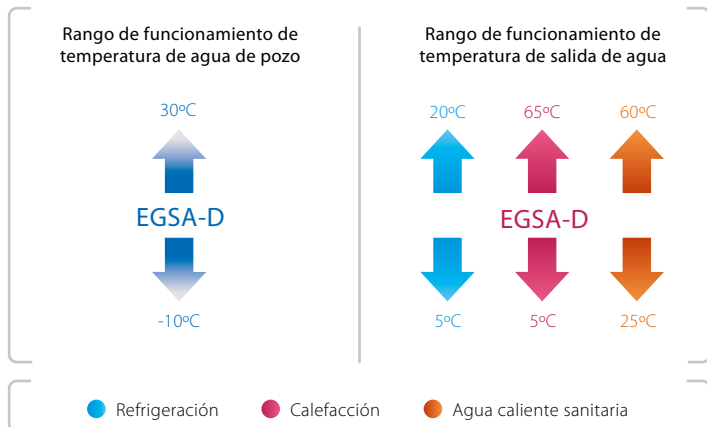 Rango de funcionamiento de
temperatura de agua de pozo
30ºC
EGSA-D
-10ºC
Rango de funcionamiento de
temperatura de salida de agua
20ºC 65ºC 60ºC
EGSA-D
5ºC 5ºC 25ºC
Refrigeración Calefacción Agua caliente sanitaria